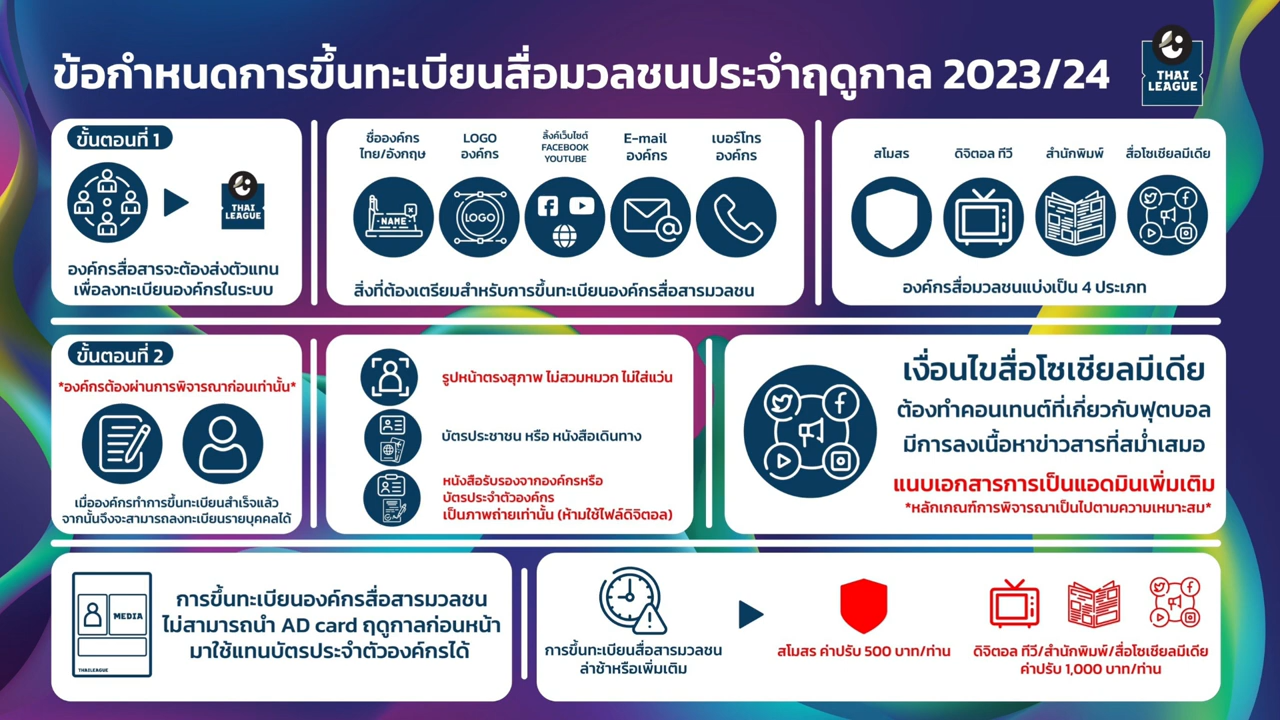 ข้อกำหนดการขึ้นทะเบียนสื่อมวลชนประจำฤดูกาล 2023/24
THAI
LEAGUE
ขั้นตอนที่ 1
THAI
LEAGUE
องค์กรสื่อสารจะต้องส่งตัวแทน
เพื่อลงทะเบียนองค์กรในระบบ
ชื่อองค์กร
ไทย/อังกฤษ
LOGO
องค์กร
ลิ้งค์เว็บไซต์
FACEBOOK
YOUTUBE
E-mail
องค์กร
เบอร์โทร
องค์กร
NAME
LOGO
สิ่งที่ต้องเตรียมสำหรับการขึ้นทะเบียนองค์กรสื่อสารมวลชน
สโมสร
ดิจิตอล ทีวี
สำนักพิมพ์
สื่อโซเชียลมีเดีย
องค์กรสื่อมวลชนแบ่งเป็น 4 ประเภท
ขั้นตอนที่ 2
*องค์กรต้องผ่านการพิจารณาก่อนเท่านั้น*
เมื่อองค์กรทำการขึ้นทะเบียนสำเร็จแล้ว
จากนั้นจึงจะสามารถลงทะเบียนรายบุคคลได้
รูปหน้าตรงสุภาพ ไม่สวมหมวก ไม่ใส่แว่น
บัตรประชาชน หรือ หนังสือเดินทาง
หนังสือรับรองจากองค์กรหรือ
บัตรประจำตัวองค์กร
เป็นภาพถ่ายเท่านั้น (ห้ามใช้ไฟล์ดิจิตอล)
เงื่อนไขสื่อโซเชียลมีเดีย
ต้องทำคอนเทนต์ที่เกี่ยวกับฟุตบอล
มีการลงเนื้อหาข่าวสารที่สม่ำเสมอ
แนบเอกสารการเป็นแอดมินเพิ่มเติม
*หลักเกณฑ์การพิจารณาเป็นไปตามความเหมาะสม*
MEDIA
THAILEAGUE
การขึ้นทะเบียนองค์กรสื่อสารมวลชน
ไม่สามารถนำ AD card ฤดูกาลก่อนหน้า
มาใช้แทนบัตรประจำตัวองค์กรได้
การขึ้นทะเบียนสื่อสารมวลชน
ล่าช้าหรือเพิ่มเติม
สโมสร ค่าปรับ 500 บาท/ท่าน
ดิจิตอล ทีวี/สำนักพิมพ์/สื่อโซเชียลมีเดีย
ค่าปรับ 1,000 บาท/ท่าน